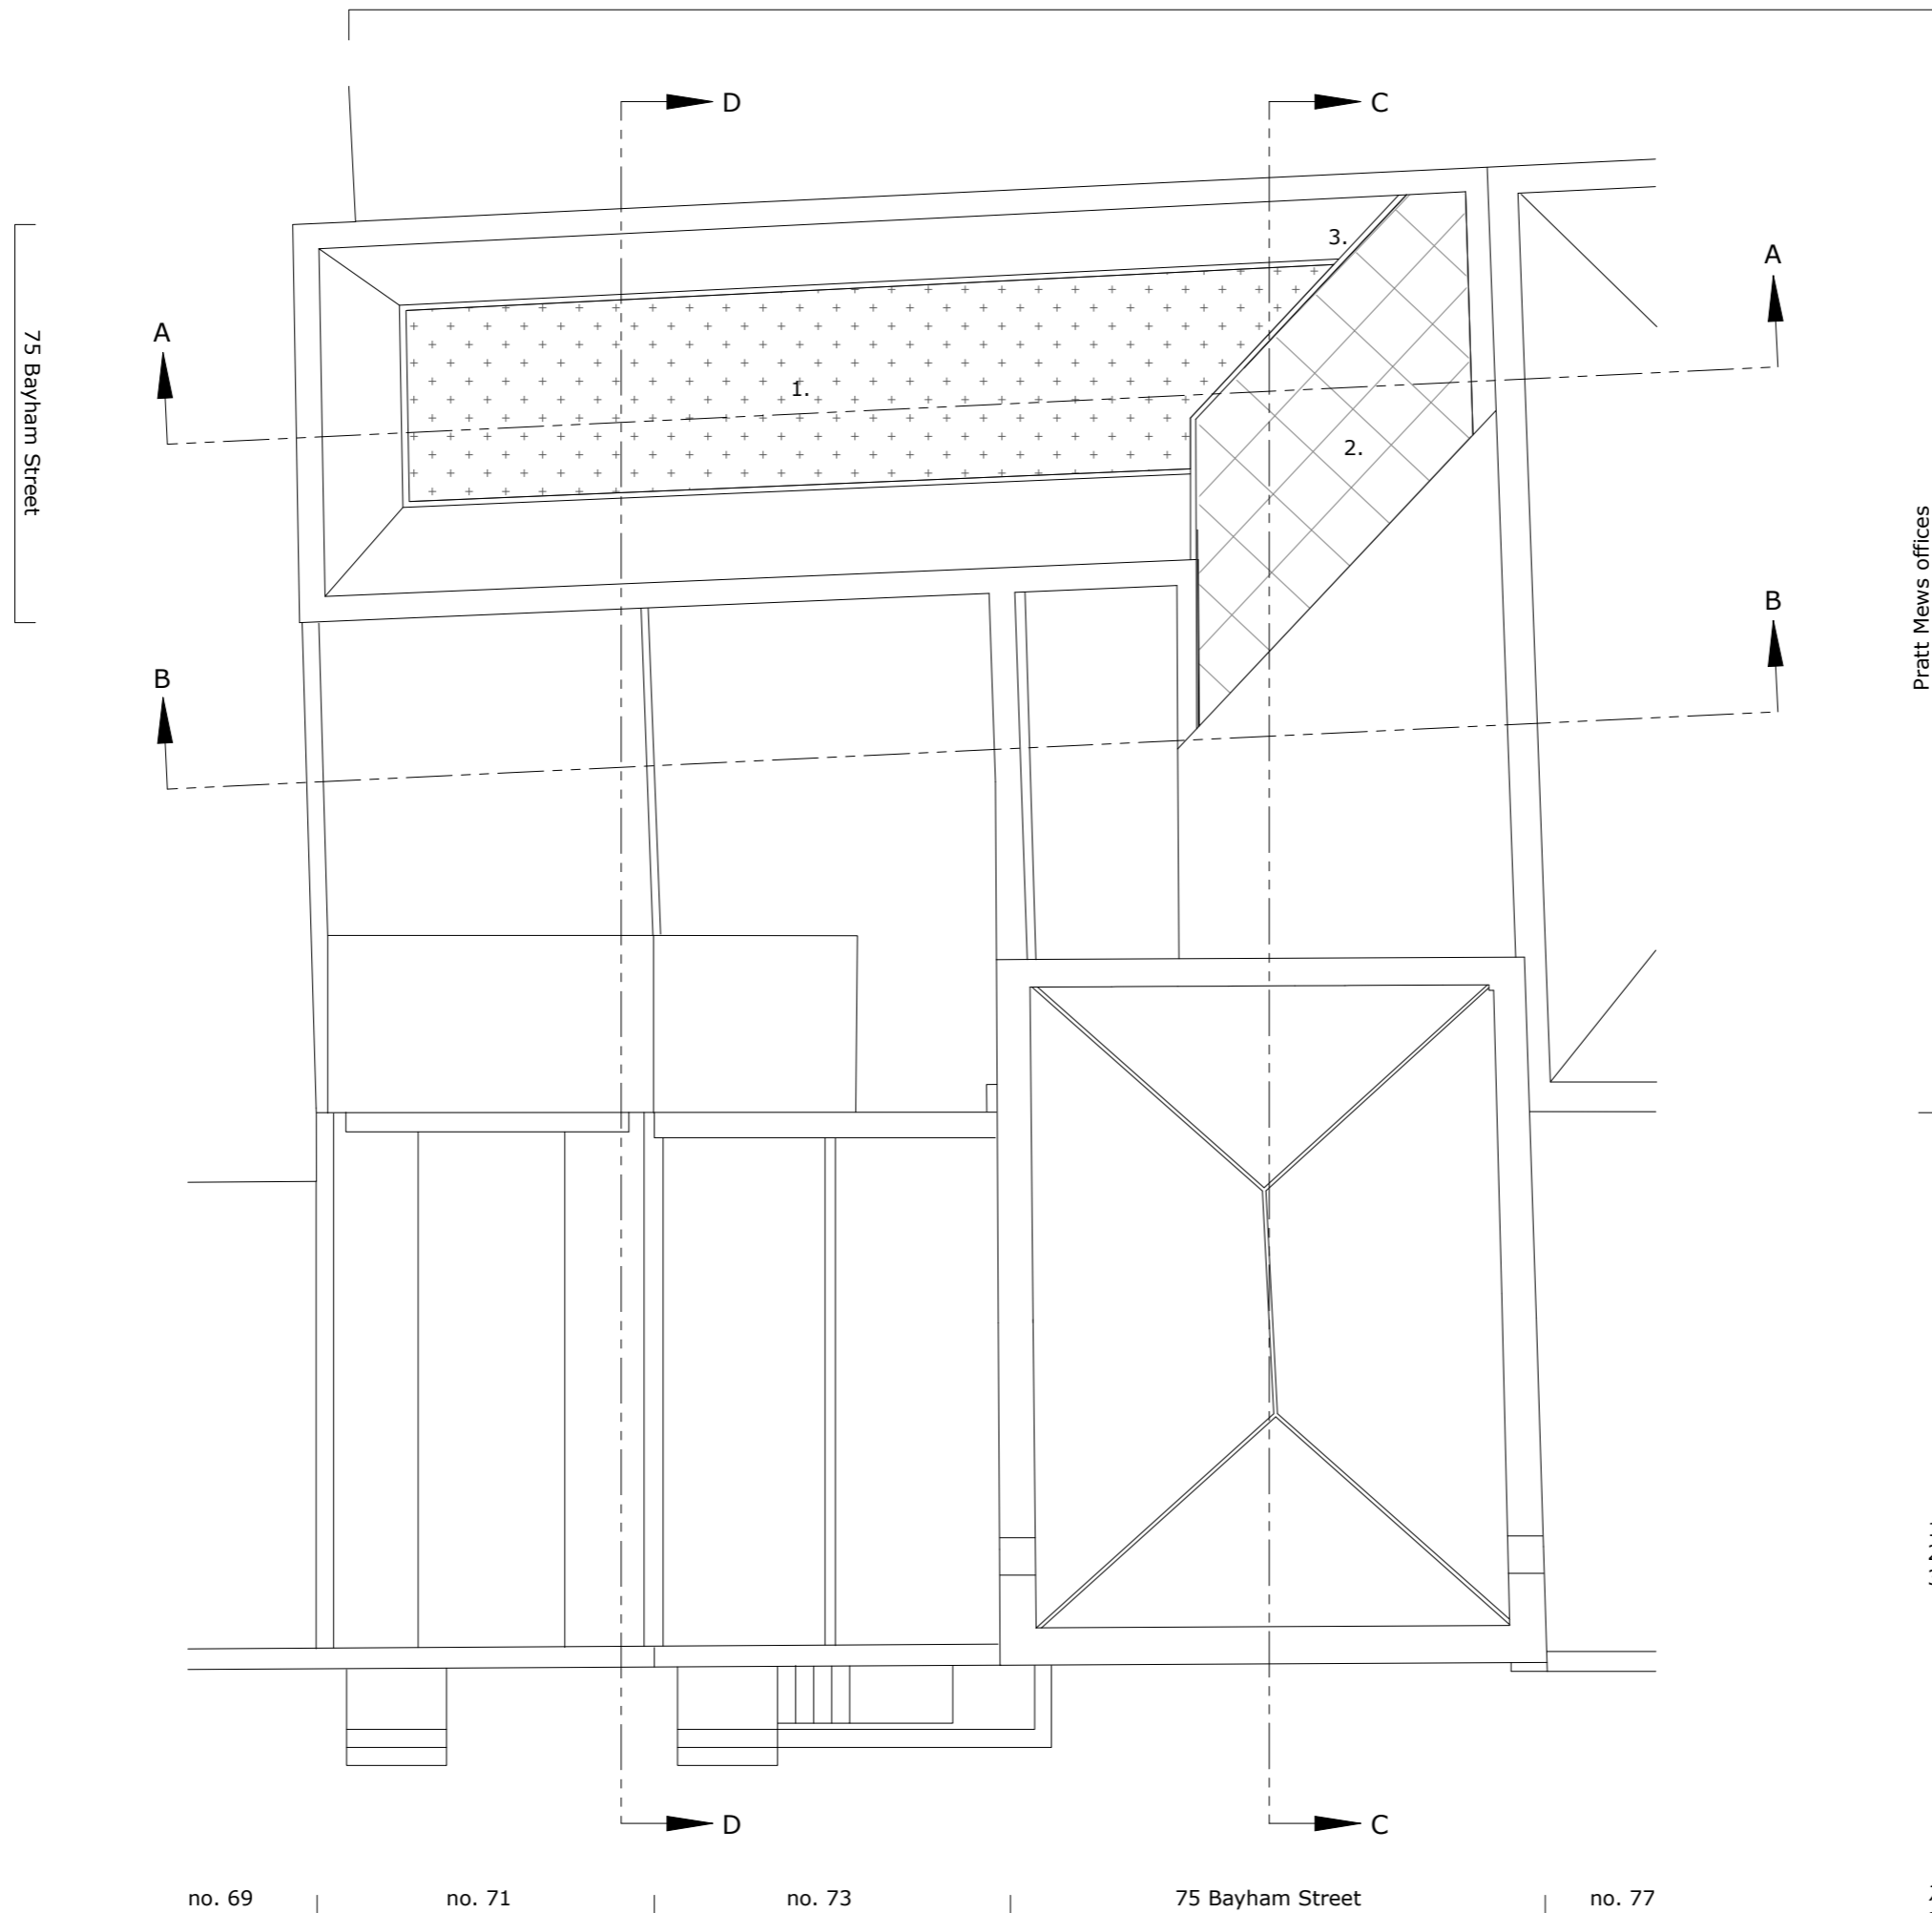 D
C
3.
A
A
75 Bayham Street
1.
2.
Pratt Mews offices
B
B
D
C
no. 69
no. 71
no. 73
75 Bayham Street
no. 77